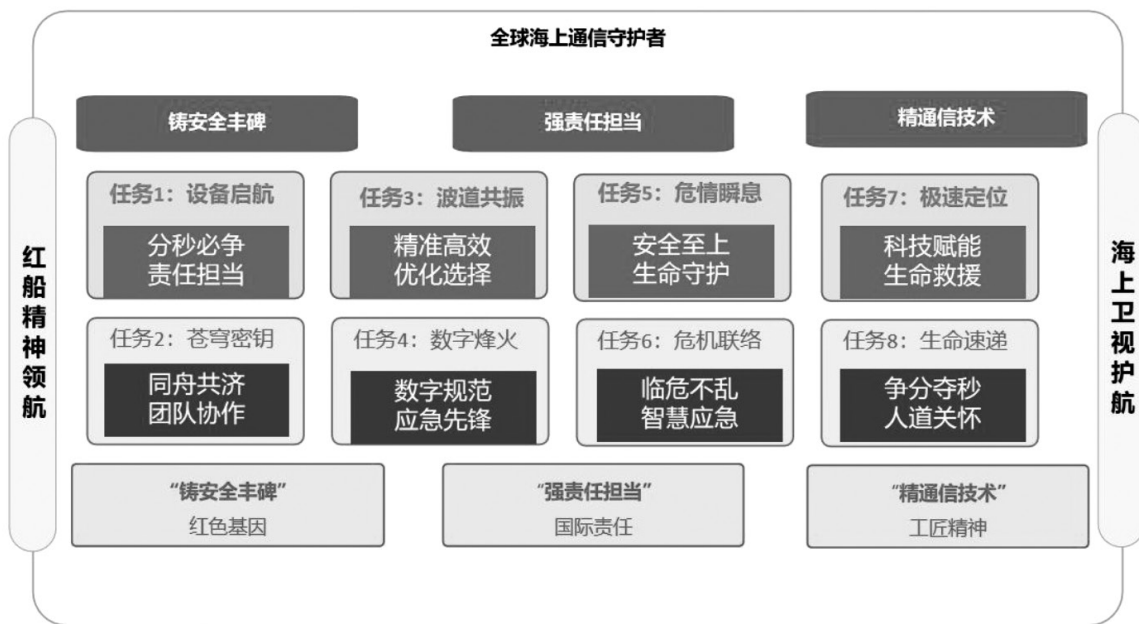 全球海上通信守护者
铸安全丰碑
强责任担当
精通信技术
红船精神领航
任务1：设备启航
分秒必争
责任担当
任务3：波道共振
精准高效
优化选择
任务5：危情瞬息
安全至上
生命守护
任务7：极速定位
科技赋能
生命救援
任务2：苍穹密钥
同舟共济
团队协作
任务4：数字烽火
数字规范
应急先锋
任务6：危机联络
临危不乱
智慧应急
任务8：生命速递
争分夺秒
人道关怀
海上卫视护航
“铸安全丰碑”
红色基因
“强责任担当”
国际责任
“精通信技术”
工匠精神